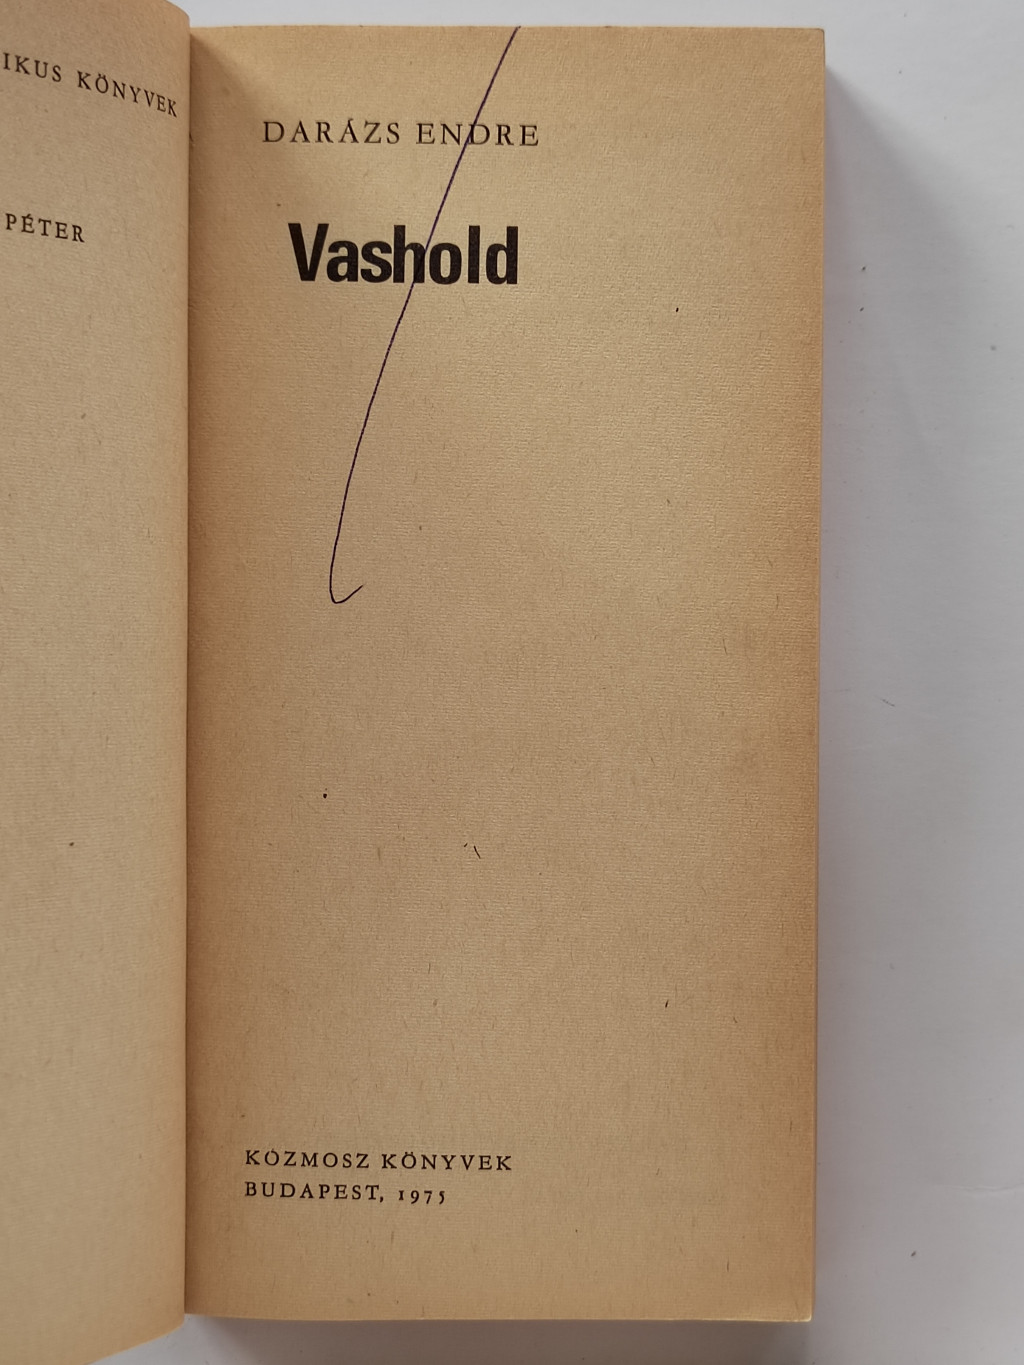 IKUS KÖNYVEK
PÉTER
DARÁZS ENDRE
Vashold
KOZMOSZ KÖNYVEK
BUDAPEST, 1975